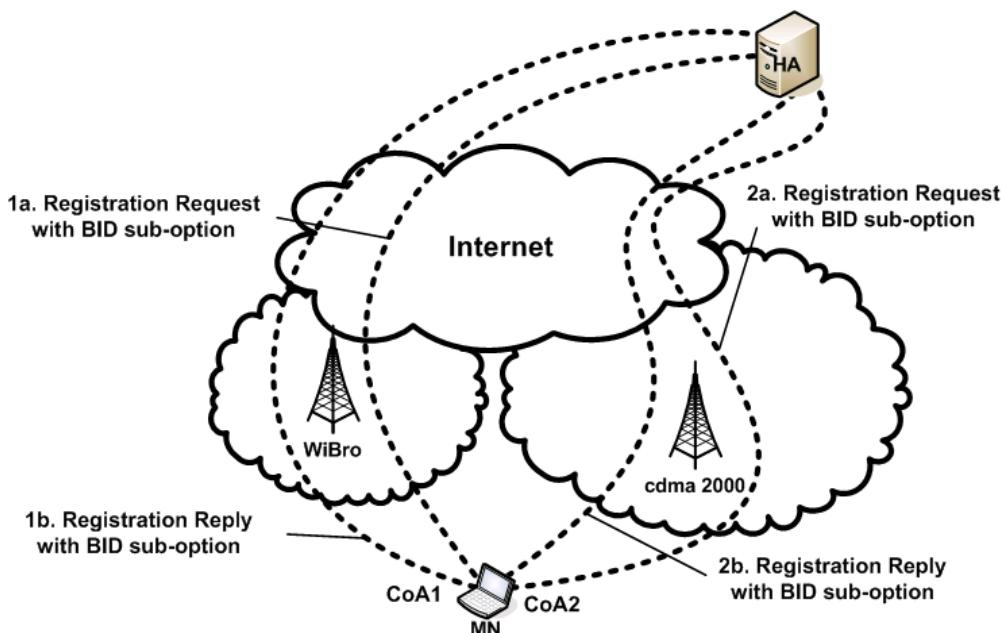 HA
1a. Registration Request
with BID sub-option
2a. Registration Request
with BID sub-option
Internet
WiBro
cdma 2000
1b. Registration Reply
with BID sub-option
2b. Registration Reply
with BID sub-option
CoA1
CoA2
MN